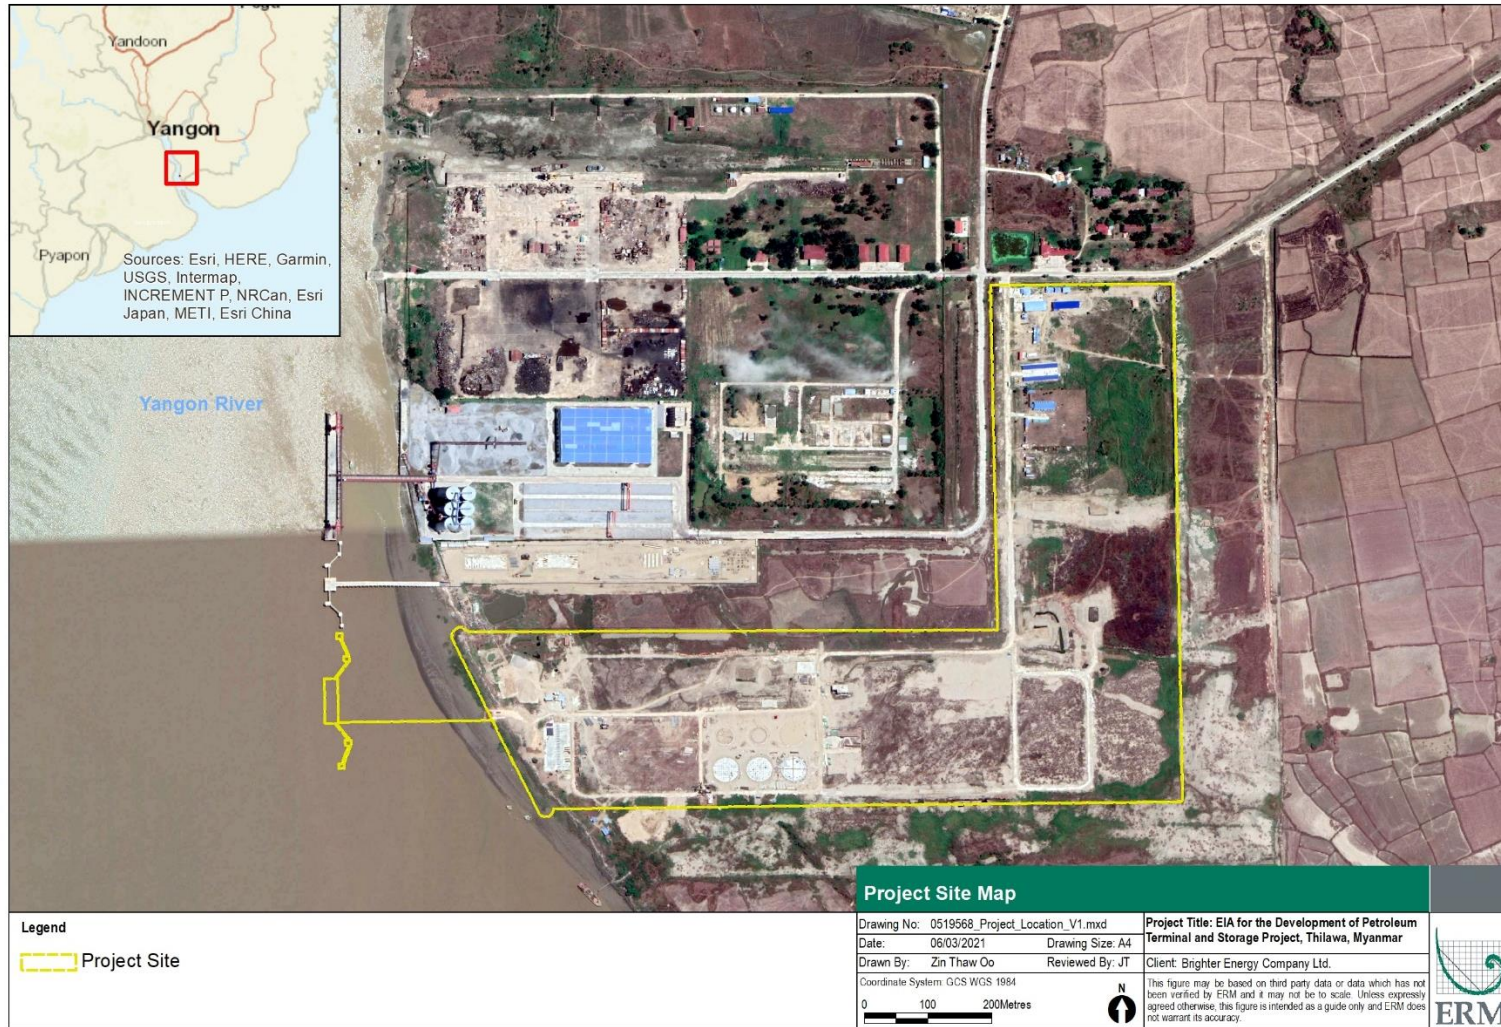 Yandoon
Yangon
Pyapon
Sources: Esri, HERE, Garmin,
USGS, Intermap,
INCREMENT P, NRCan, Esri
Japan, METI, Esri China
Yangon River
Project Site Map
Legend
Project Site
Drawing No: 0519568_Project_Location_V1.mxd
Date: 06/03/2021 Drawing Size: A4
Drawn By: Zin Thaw Oo Reviewed By: JT
Coordinate System: GCS WGS 1984
0 100 200Metres
N
Project Title: EIA for the Development of Petroleum
Terminal and Storage Project, Thilawa, Myanmar
Client: Brighter Energy Company Ltd.
This figure may be based on third party data or data which has not
been verified by ERM and it may not be to scale. Unless expressly
agreed otherwise, this figure is intended as a guide only and ERM does
not warrant its accuracy.
ERM